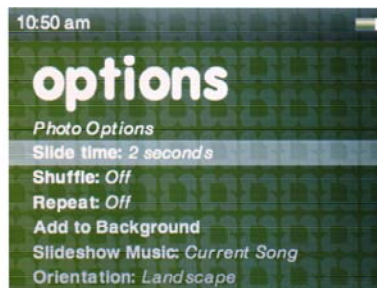 10:50 am
options
Photo Options
Slide time: 2 seconds
Shuffle: Off
Repeat: Off
Add to Background
Slideshow Music: Current Song
Orientation: Landscape